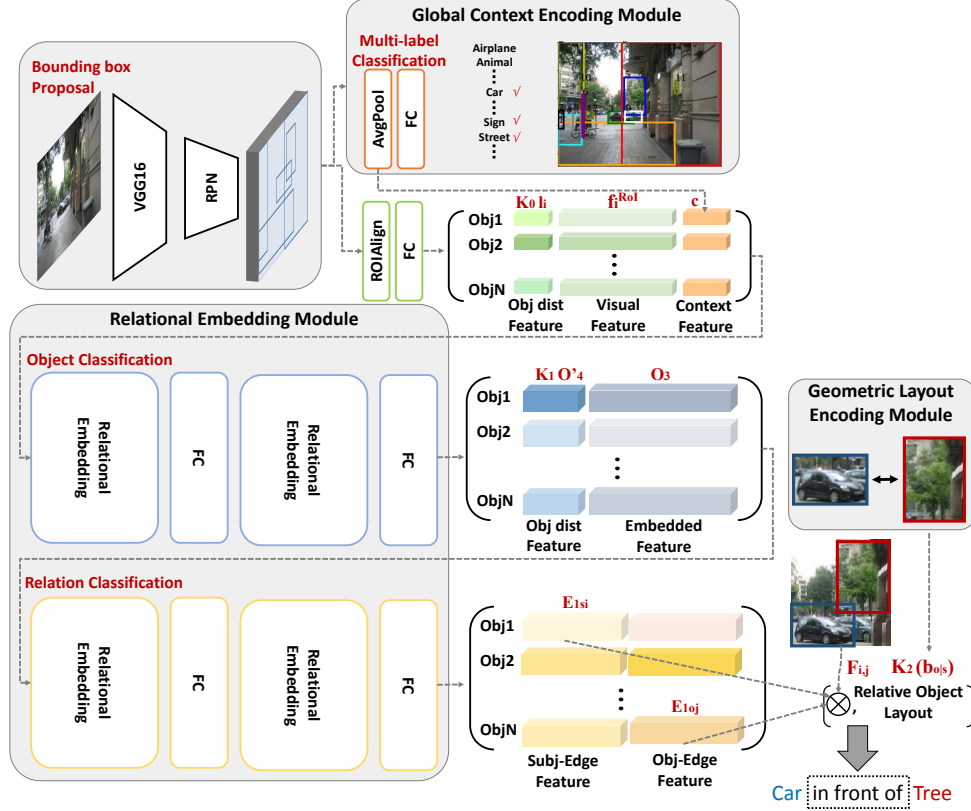 Global Context Encoding Module
Bounding box
Proposal
VGG16
RPN
Multi-label
Classification
AvgPool
FC
Airplane
Animal
Car √
Sign √
Street √
ROIAlign
FC
K₀ lᵢ
fᵢᴿᵒᴵ
c
Obj1
Obj2
ObjN
Obj dist
Feature
Visual
Feature
Context
Feature
Relational Embedding Module
Object Classification
Relational
Embedding
FC
Relational
Embedding
FC
K₁ O'₄
O₃
Obj1
Obj2
ObjN
Obj dist
Feature
Embedded
Feature
Geometric Layout
Encoding Module
Relation Classification
Relational
Embedding
FC
Relational
Embedding
FC
E₁ₛᵢ
Obj1
Obj2
E₁ₒⱼ
ObjN
Subj-Edge
Feature
Obj-Edge
Feature
Fᵢ,ⱼ
K₂ (bₒ|ₛ)
, Relative Object
Layout
Car in front of Tree